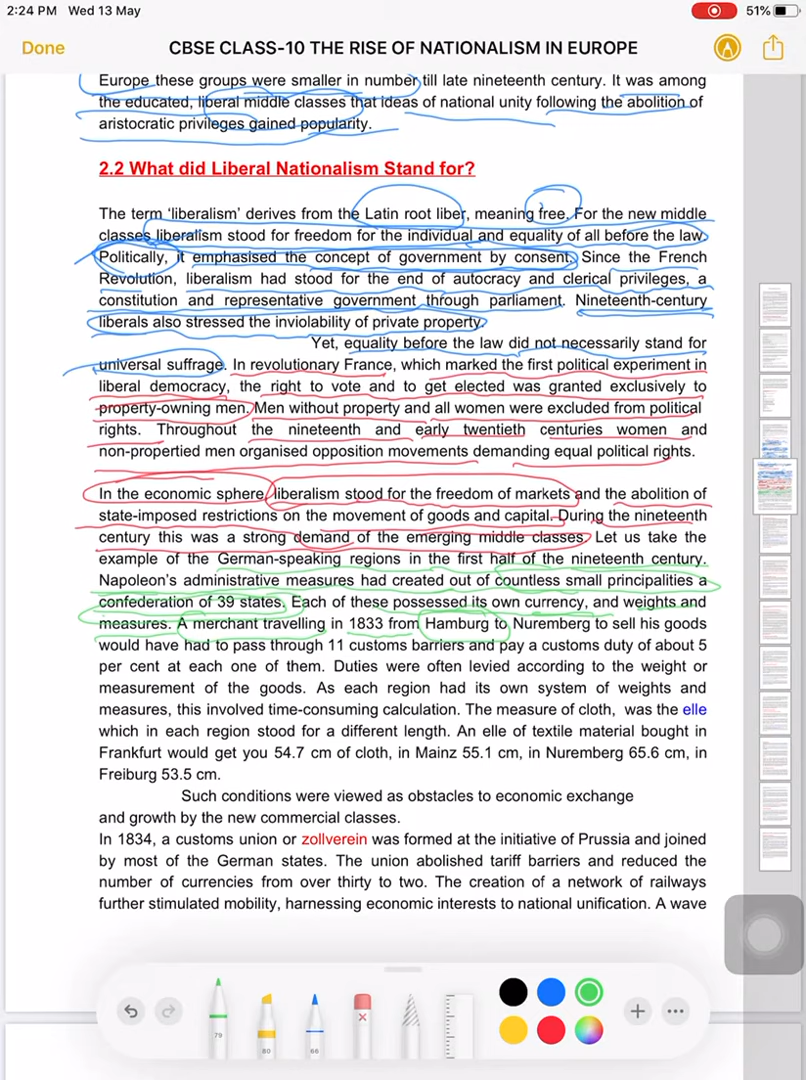 2:24 PM Wed 13 May
51%
Done
CBSE CLASS-10 THE RISE OF NATIONALISM IN EUROPE
Europe these groups were smaller in number till late nineteenth century. It was among
the educated, liberal middle classes that ideas of national unity following the abolition of
aristocratic privileges gained popularity.
2.2 What did Liberal Nationalism Stand for?
The term ‘liberalism’ derives from the Latin root liber, meaning free. For the new middle
classes liberalism stood for freedom for the individual and equality of all before the law.
Politically, it emphasised the concept of government by consent. Since the French
Revolution, liberalism had stood for the end of autocracy and clerical privileges, a
constitution and representative government through parliament. Nineteenth-century
liberals also stressed the inviolability of private property.
Yet, equality before the law did not necessarily stand for
universal suffrage. In revolutionary France, which marked the first political experiment in
liberal democracy, the right to vote and to get elected was granted exclusively to
property-owning men. Men without property and all women were excluded from political
rights. Throughout the nineteenth and early twentieth centuries women and
non-propertied men organised opposition movements demanding equal political rights.
In the economic sphere, liberalism stood for the freedom of markets and the abolition of
state-imposed restrictions on the movement of goods and capital. During the nineteenth
century this was a strong demand of the emerging middle classes. Let us take the
example of the German-speaking regions in the first half of the nineteenth century.
Napoleon’s administrative measures had created out of countless small principalities a
confederation of 39 states. Each of these possessed its own currency, and weights and
measures. A merchant travelling in 1833 from Hamburg to Nuremberg to sell his goods
would have had to pass through 11 customs barriers and pay a customs duty of about 5
per cent at each one of them. Duties were often levied according to the weight or
measurement of the goods. As each region had its own system of weights and
measures, this involved time-consuming calculation. The measure of cloth, was the elle
which in each region stood for a different length. An elle of textile material bought in
Frankfurt would get you 54.7 cm of cloth, in Mainz 55.1 cm, in Nuremberg 65.6 cm, in
Freiburg 53.5 cm.
Such conditions were viewed as obstacles to economic exchange
and growth by the new commercial classes.
In 1834, a customs union or zollverein was formed at the initiative of Prussia and joined
by most of the German states. The union abolished tariff barriers and reduced the
number of currencies from over thirty to two. The creation of a network of railways
further stimulated mobility, harnessing economic interests to national unification. A wave
79
80
66